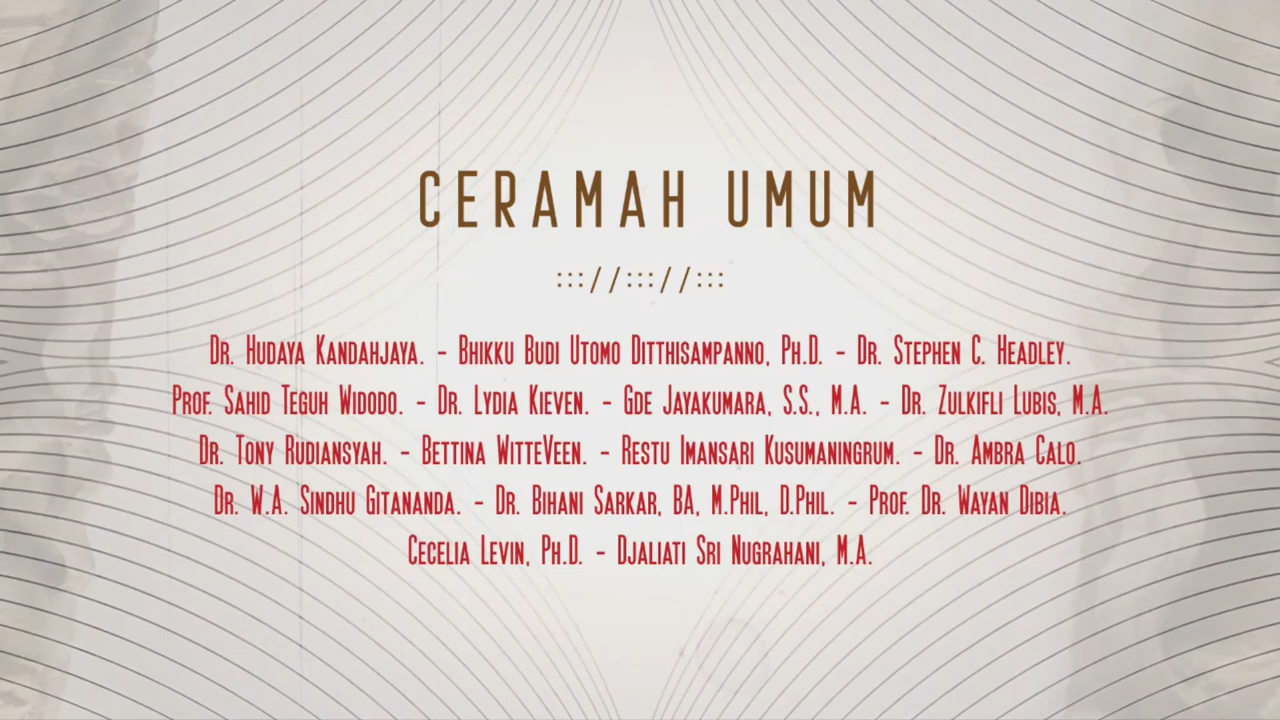 CERAMAH UMUM
::://:::// :::
Dr. Hudaya Kandahjaya. - Bhikku Budi Utomo Ditthisampanno, Ph.D. - Dr. Stephen C. Headley.
Prof. Sahid Teguh Widodo. - Dr. Lydia Kieven. - Gde Jayakumara, S.S., M.A. - Dr. Zulkifli Lubis, M.A.
Dr. Tony Rudiansyah. - Bettina WitteVeen. - Restu Imansari Kusumaningrum. - Dr. Ambra Calo.
Dr. W.A. Sindhu Gitananda. - Dr. Bihani Sarkar, BA, M.Phil, D.Phil. - Prof. Dr. Wayan Dibia.
Cecelia Levin, Ph.D. - Djaliati Sri Nugrahani, M.A.